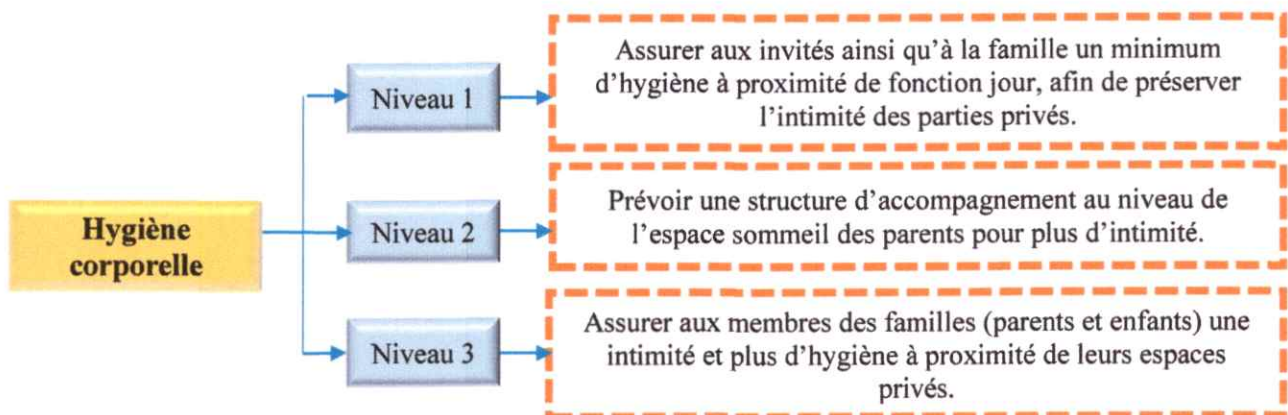 Hygiène
corporelle
Niveau 1
Assurer aux invités ainsi qu'à la famille un minimum
d'hygiène à proximité de fonction jour, afin de préserver
l'intimité des parties privés.
Niveau 2
Prévoir une structure d'accompagnement au niveau de
l'espace sommeil des parents pour plus d'intimité.
Niveau 3
Assurer aux membres des familles (parents et enfants) une
intimité et plus d'hygiène à proximité de leurs espaces
privés.